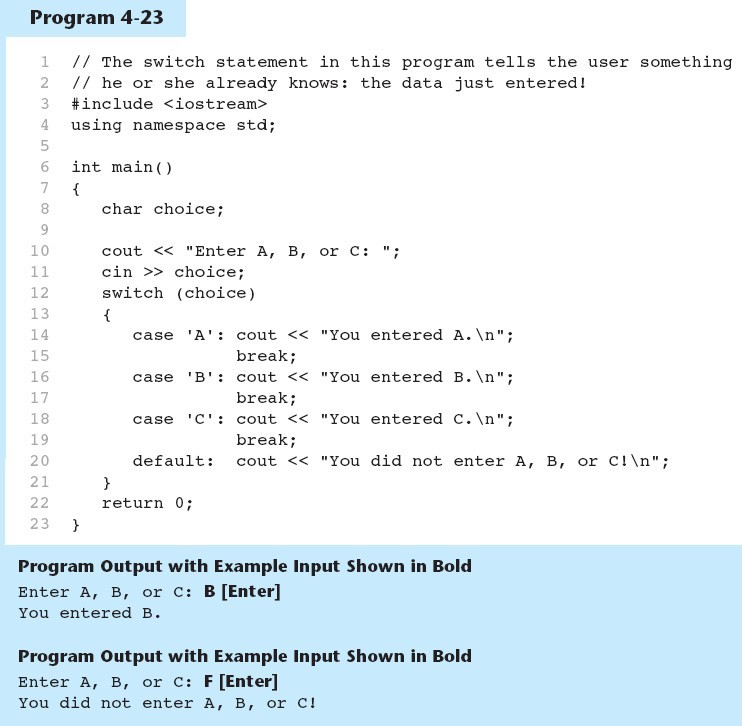 Program 4-23
1 // The switch statement in this program tells the user something
2 // he or she already knows: the data just entered!
3 #include <iostream>
4 using namespace std;
5
6 int main()
7 {
8    char choice;
9
10    cout << "Enter A, B, or C: ";
11    cin >> choice;
12    switch (choice)
13    {
14       case 'A': cout << "You entered A.\n";
15                 break;
16       case 'B': cout << "You entered B.\n";
17                 break;
18       case 'C': cout << "You entered C.\n";
19                 break;
20       default:  cout << "You did not enter A, B, or C!\n";
21    }
22    return 0;
23 }
Program Output with Example Input Shown in Bold
Enter A, B, or C: B [Enter]
You entered B.
Program Output with Example Input Shown in Bold
Enter A, B, or C: F [Enter]
You did not enter A, B, or C!